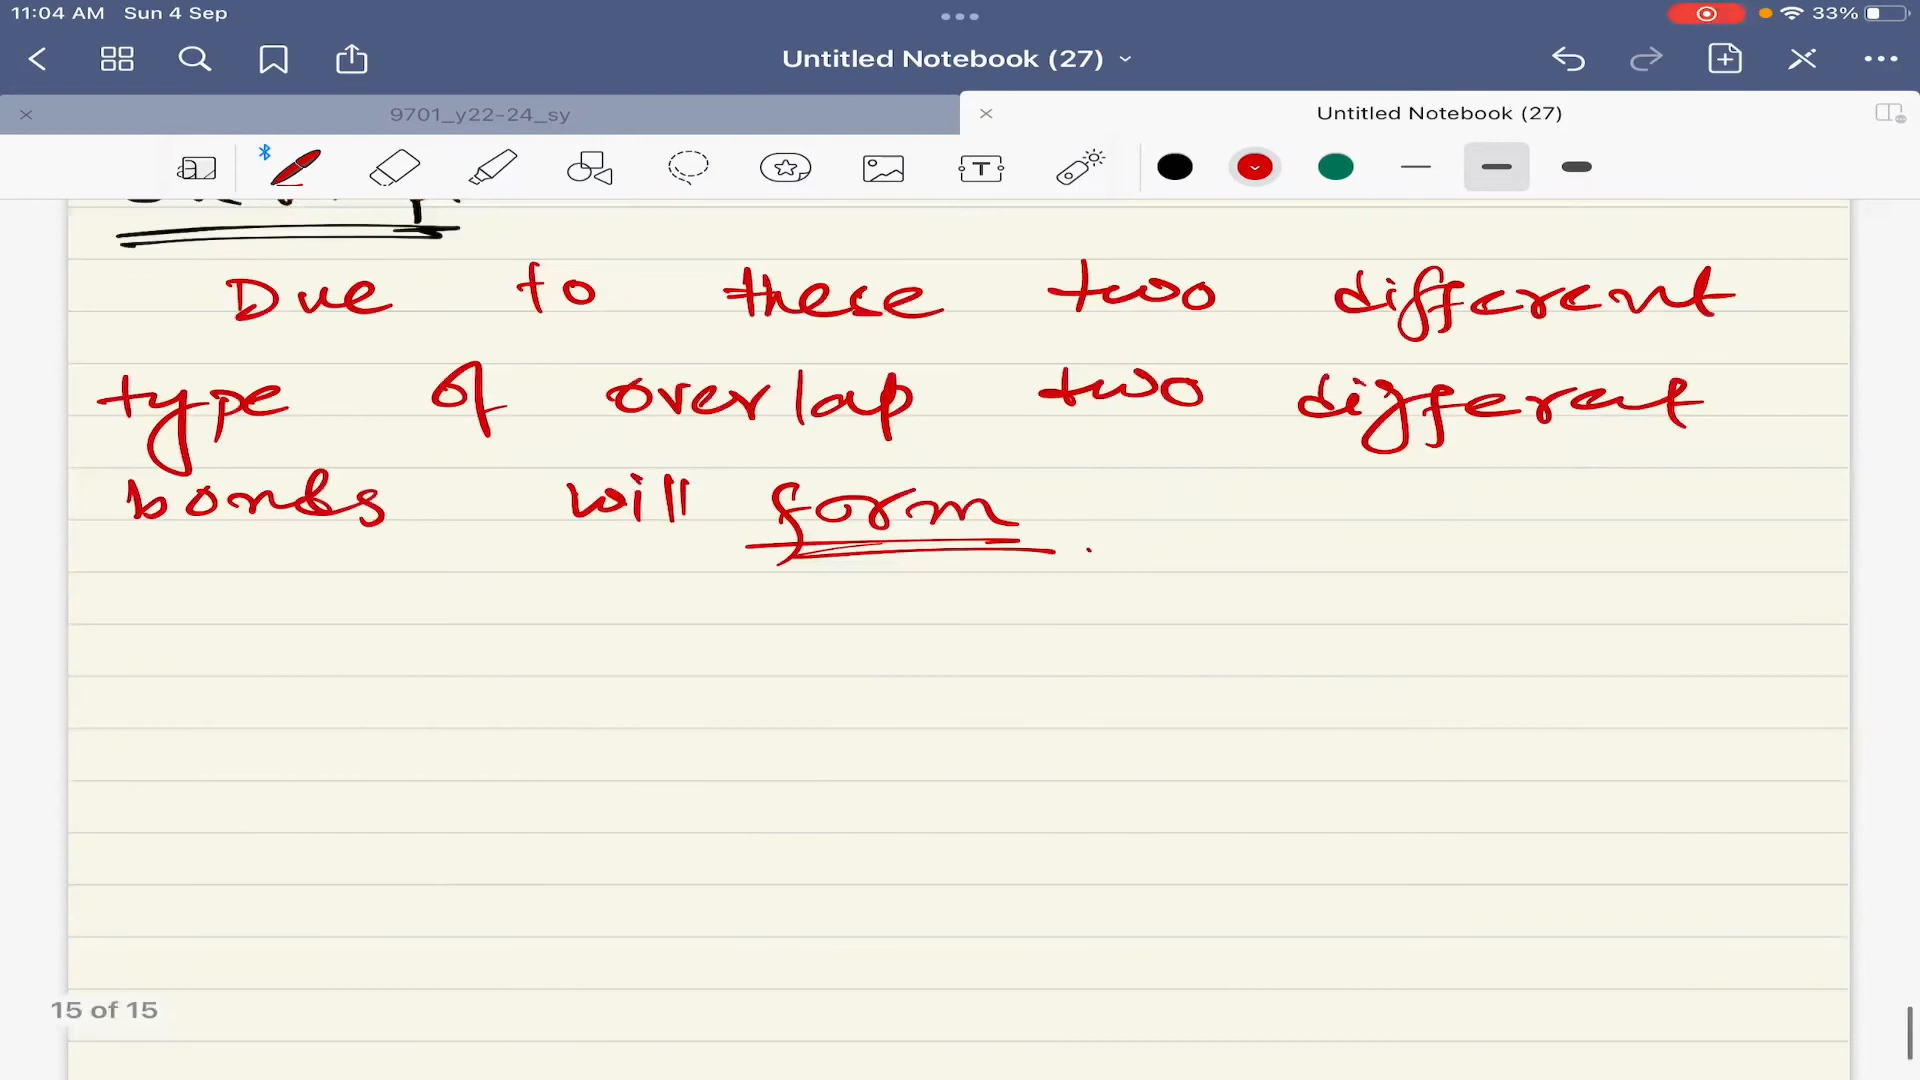 11:04 AM Sun 4 Sep
33%
Untitled Notebook (27)
9701_y22-24_sy
Untitled Notebook (27)
Due to these two different
type of overlap two different
bonds will form.
15 of 15